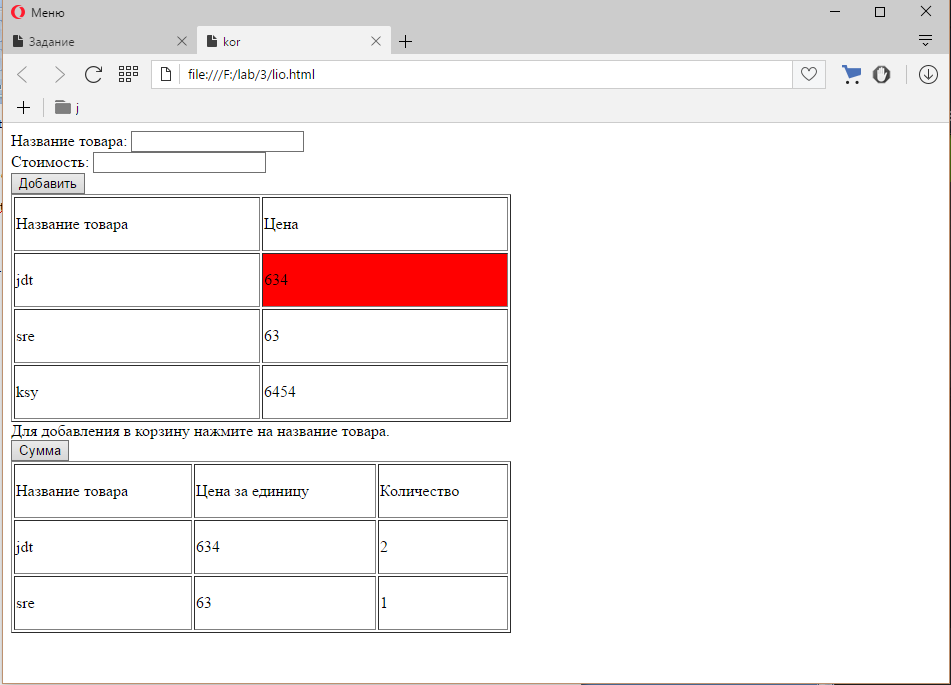 Меню
Задание
kor
file:///F:/lab/3/lio.html
j
Название товара:
Стоимость:
Добавить
Название товара Цена
jdt 634
sre 63
ksy 6454
Для добавления в корзину нажмите на название товара.
Сумма
Название товара Цена за единицу Количество
jdt 634 2
sre 63 1